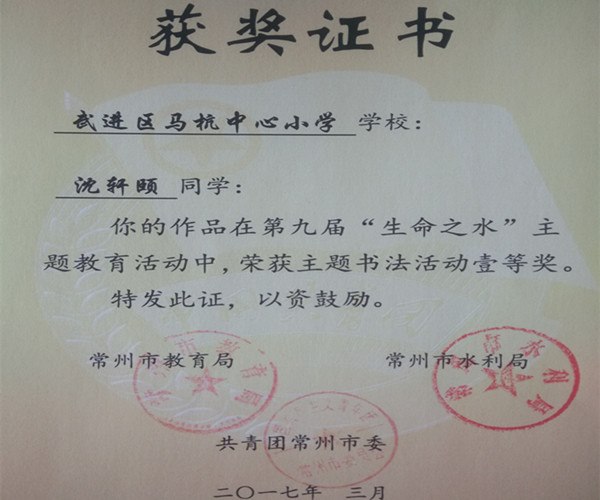 获奖证书
武进区马杭中心小学 学校：
沈轩颐 同学：
你的作品在第九届“生命之水”主
题教育活动中，荣获主题书法活动壹等奖。
特发此证，以资鼓励。
常州市教育局 常州市水利局
共青团常州市委
二〇一七年 三月